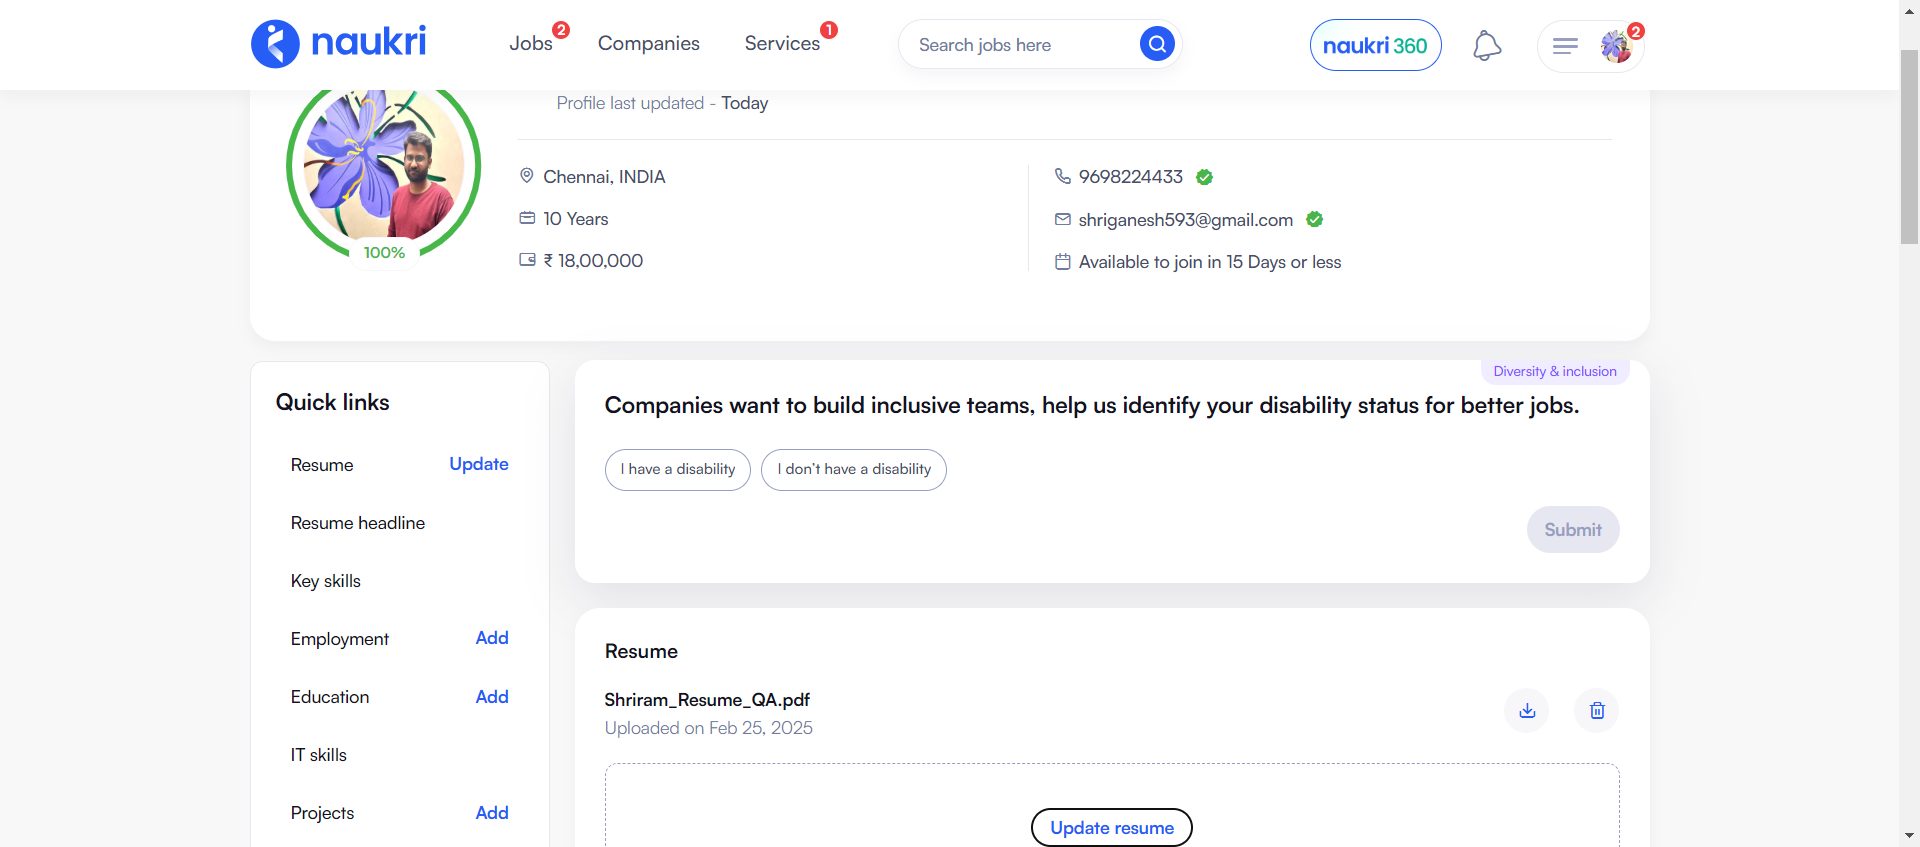 naukri
Jobs 2
Companies
Services 1
Search jobs here
naukri 360
2
Profile last updated - Today
Chennai, INDIA
10 Years
₹ 18,00,000
9698224433
shriganesh593@gmail.com
Available to join in 15 Days or less
100%
Quick links
Resume Update
Resume headline
Key skills
Employment Add
Education Add
IT skills
Projects Add
Diversity & inclusion
Companies want to build inclusive teams, help us identify your disability status for better jobs.
I have a disability
I don't have a disability
Submit
Resume
Shriram_Resume_QA.pdf
Uploaded on Feb 25, 2025
Update resume